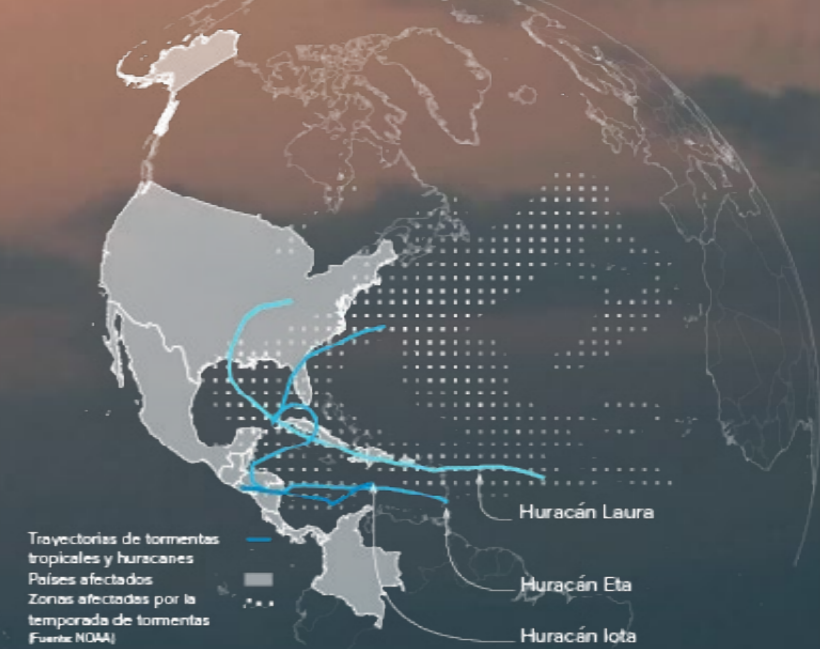 Huracán Laura
Trayectorias de tormentas
tropicales y huracanes
Países afectados
Huracán Eta
Zonas afectadas por la
temporada de tormentas
(Fuente: NOAA)
Huracán Iota